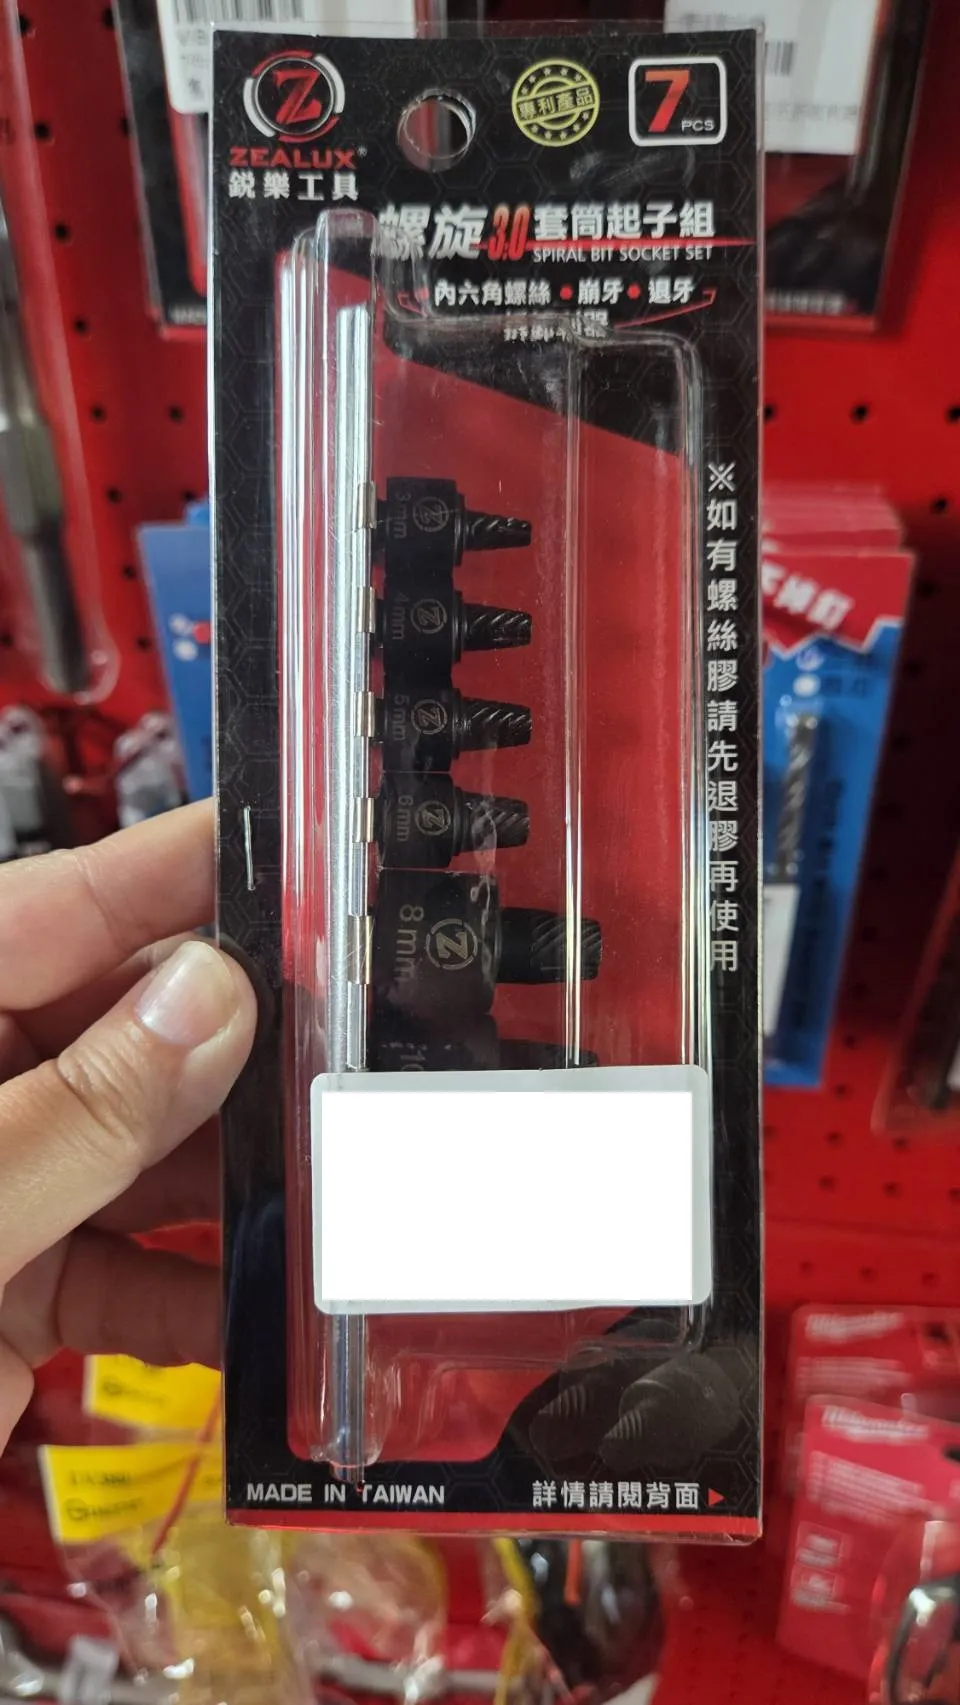 ZEALUX®
銳樂工具
專利產品
7
PCS
螺旋3.0套筒起子組
SPIRAL BIT SOCKET SET
內六角螺絲 • 崩牙 • 退牙
※如有螺絲膠請先退膠再使用
3mm
4mm
5mm
6mm
8mm
MADE IN TAIWAN
詳情請閱背面